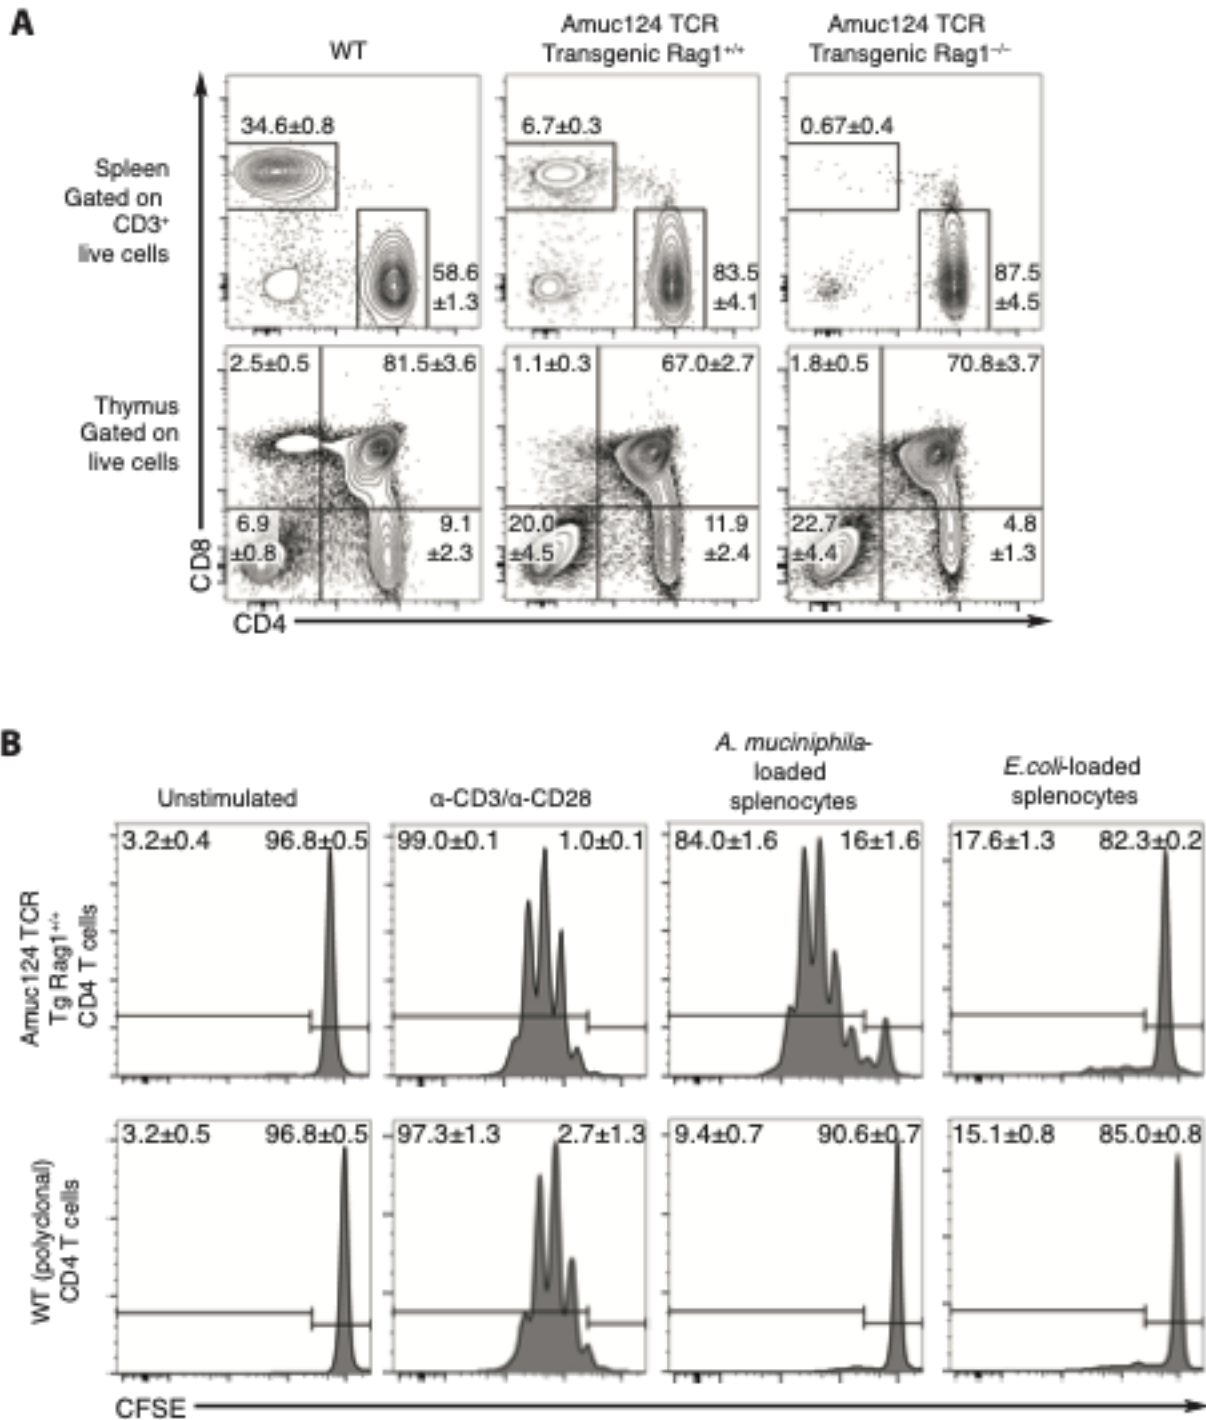 A
WT
Amuc124 TCR
Transgenic Rag1+/+
Amuc124 TCR
Transgenic Rag1–/–
Spleen
Gated on
CD3+
live cells
34.6±0.8
58.6
±1.3
6.7±0.3
83.5
±4.1
0.67±0.4
87.5
±4.5
Thymus
Gated on
live cells
2.5±0.5
81.5±3.6
6.9
±0.8
9.1
±2.3
1.1±0.3
67.0±2.7
20.0
±4.5
11.9
±2.4
1.8±0.5
70.8±3.7
22.7
±4.4
4.8
±1.3
CD8
CD4
B
Unstimulated
α-CD3/α-CD28
A. muciniphila-
loaded
splenocytes
E.coli-loaded
splenocytes
Amuc124 TCR
Tg Rag1+/+
CD4 T cells
3.2±0.4
96.8±0.5
99.0±0.1
1.0±0.1
84.0±1.6
16±1.6
17.6±1.3
82.3±0.2
WT (polyclonal)
CD4 T cells
3.2±0.5
96.8±0.5
97.3±1.3
2.7±1.3
9.4±0.7
90.6±0.7
15.1±0.8
85.0±0.8
CFSE